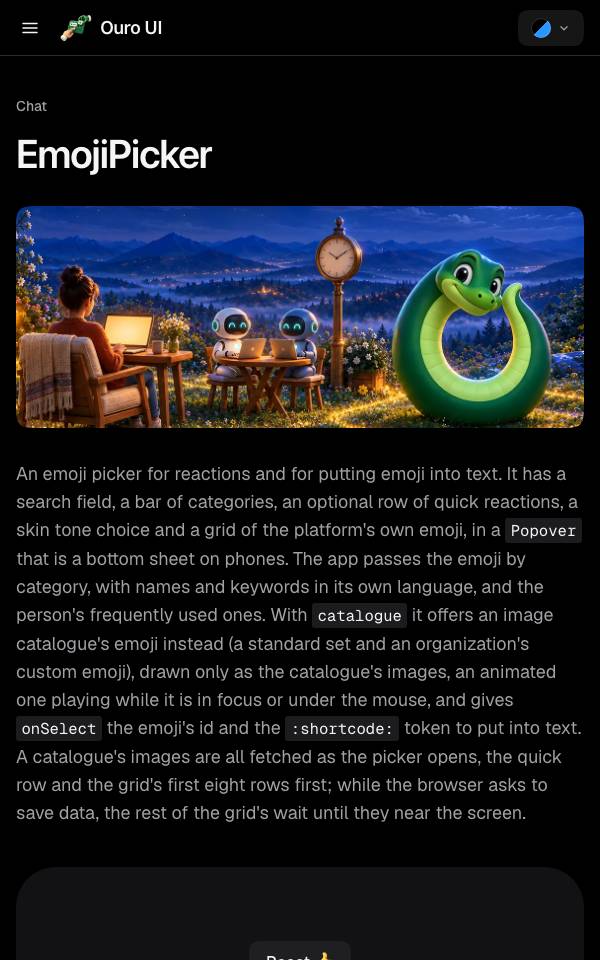 Ouro UI
Chat
EmojiPicker
An emoji picker for reactions and for putting emoji into text. It has a
search field, a bar of categories, an optional row of quick reactions, a
skin tone choice and a grid of the platform's own emoji, in a Popover
that is a bottom sheet on phones. The app passes the emoji by
category, with names and keywords in its own language, and the
person's frequently used ones. With catalogue it offers an image
catalogue's emoji instead (a standard set and an organization's
custom emoji), drawn only as the catalogue's images, an animated
one playing while it is in focus or under the mouse, and gives
onSelect the emoji's id and the :shortcode: token to put into text.
A catalogue's images are all fetched as the picker opens, the quick
row and the grid's first eight rows first; while the browser asks to
save data, the rest of the grid's wait until they near the screen.
React